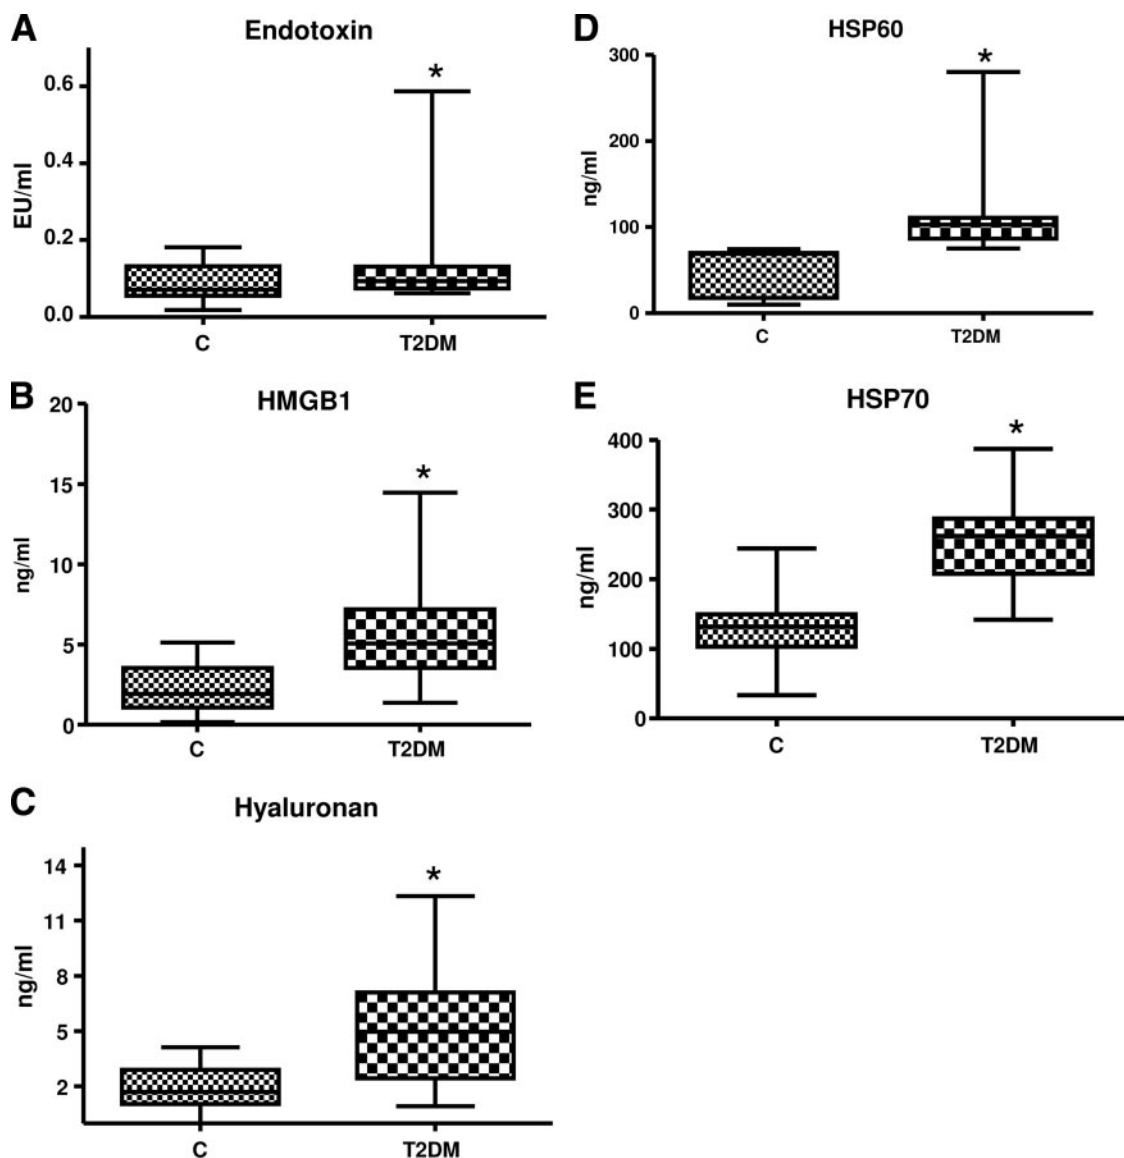 A
Endotoxin
*
EU/ml
0.6
0.4
0.2
0.0
C
T2DM
B
HMGB1
*
ng/ml
20
15
10
5
0
C
T2DM
C
Hyaluronan
*
ng/ml
14
11
8
5
2
C
T2DM
D
HSP60
*
ng/ml
300
200
100
0
C
T2DM
E
HSP70
*
ng/ml
400
300
200
100
0
C
T2DM